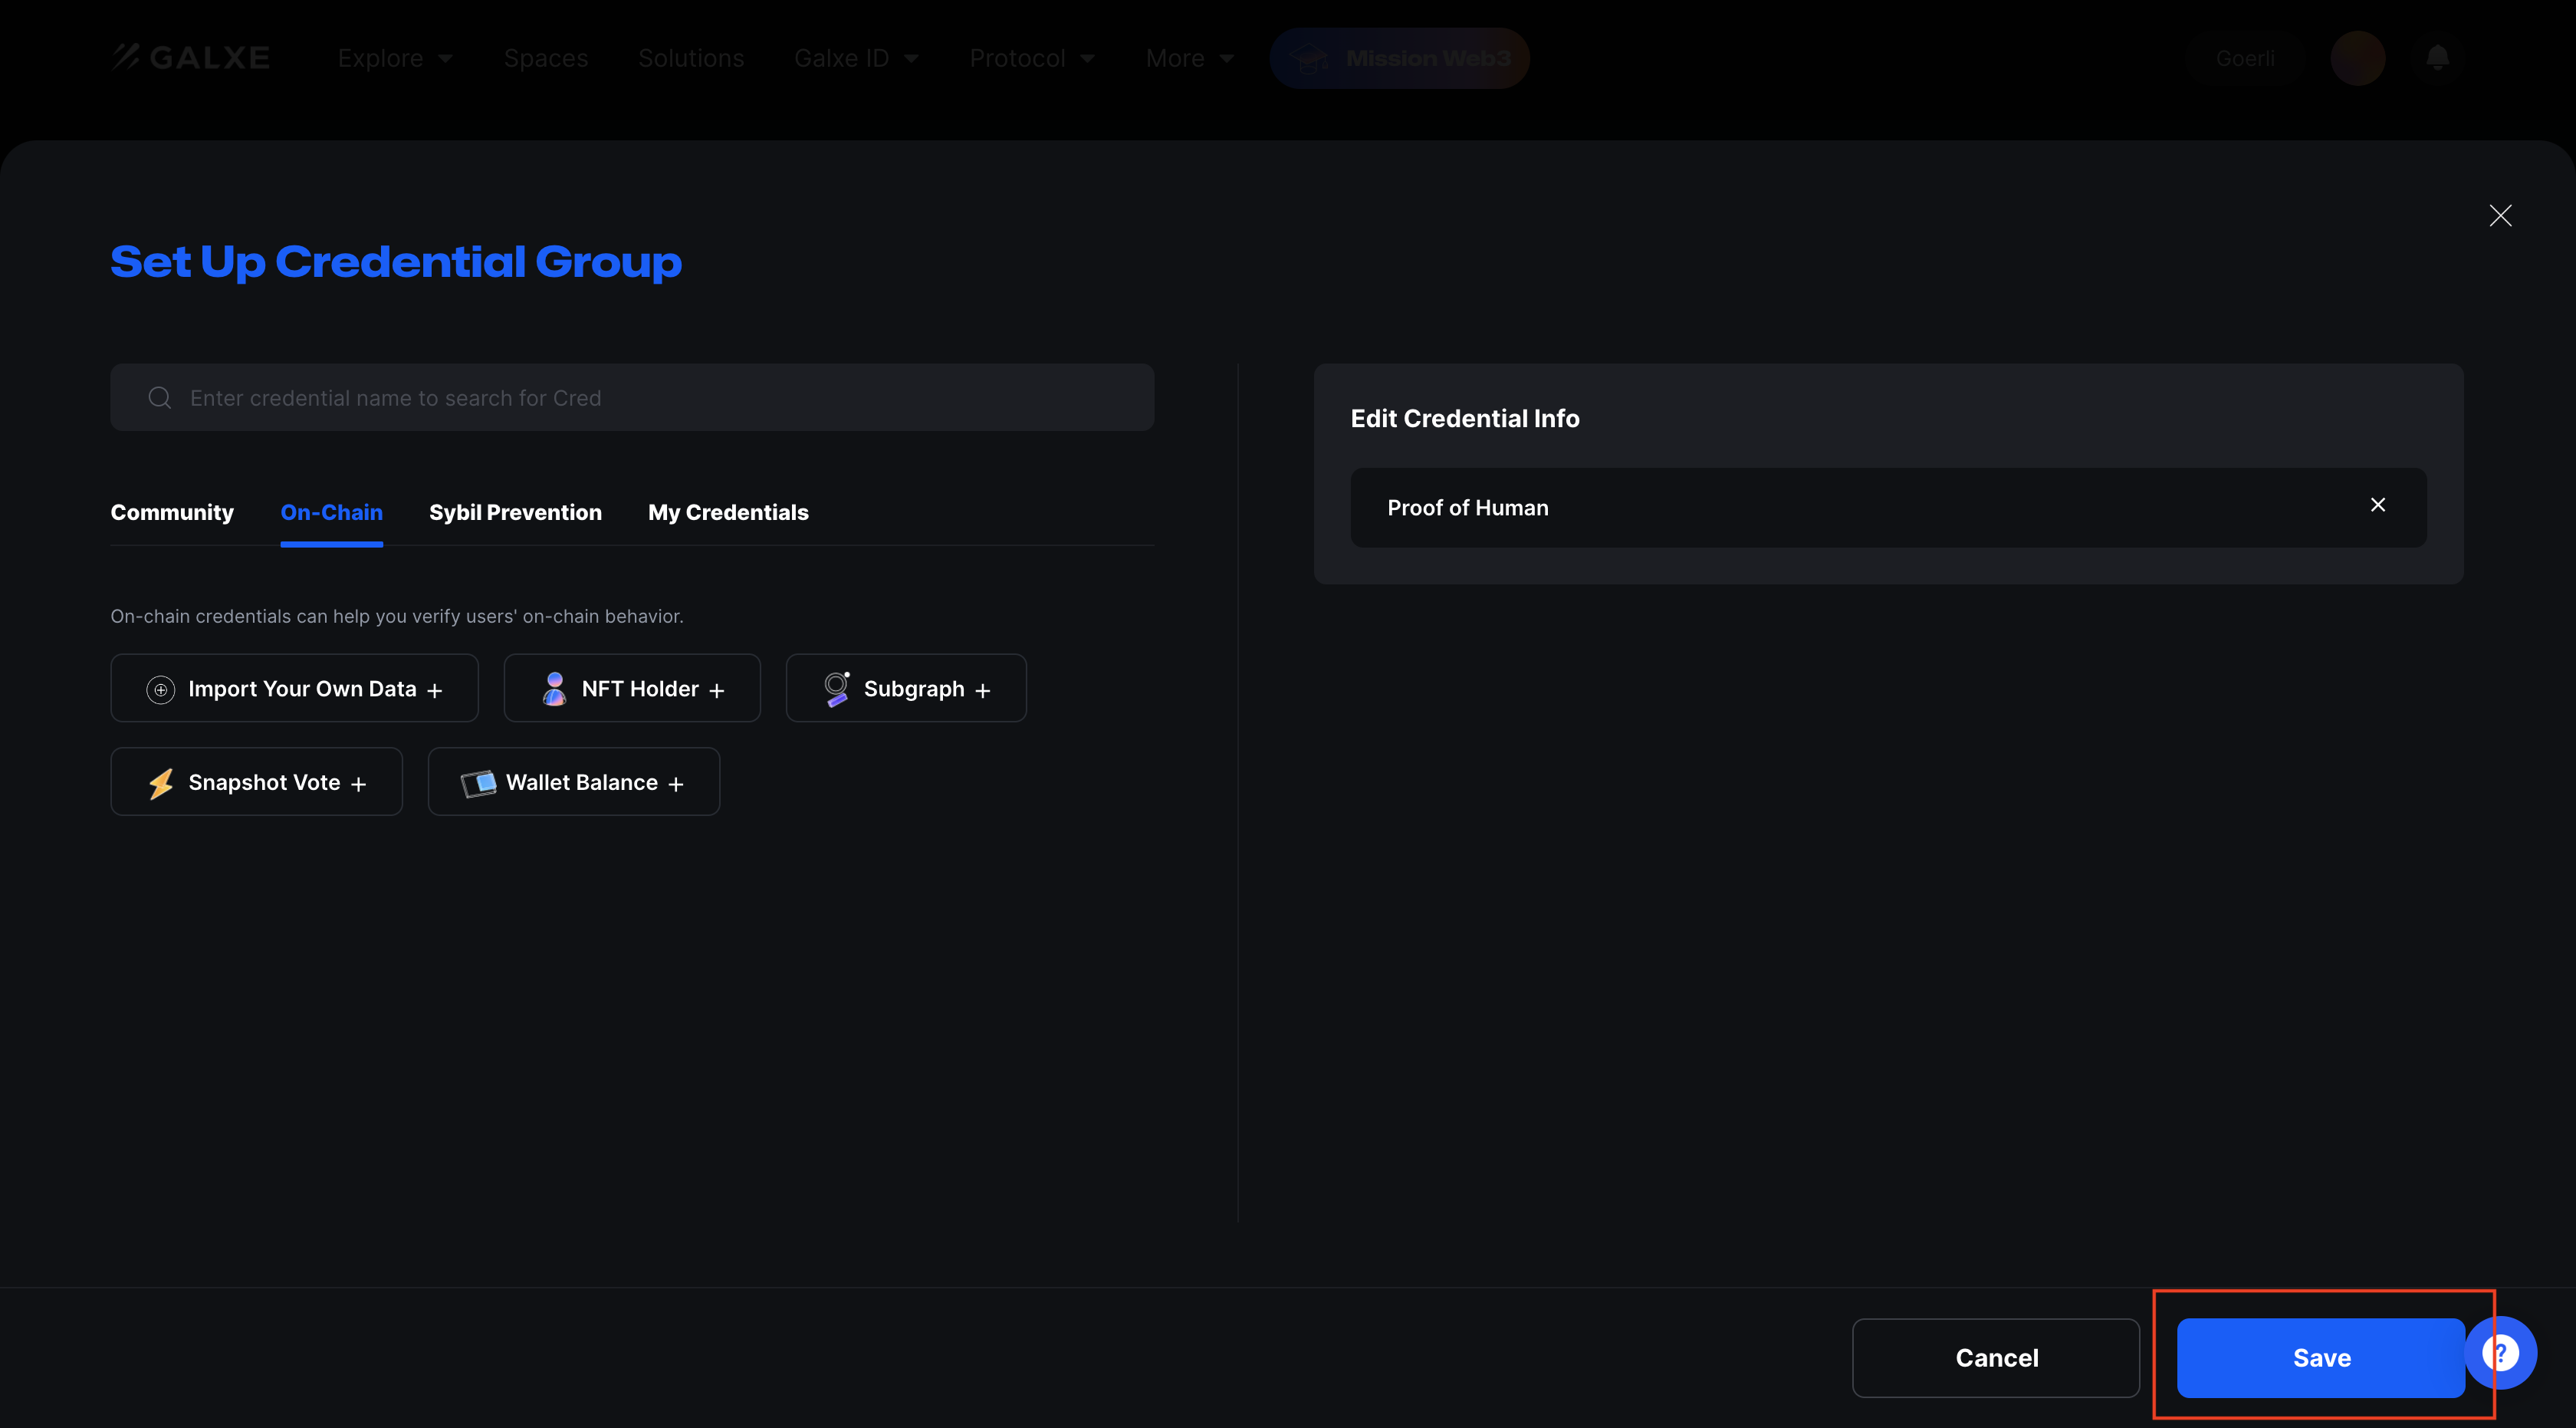 GALXE Explore Spaces Solutions Galxe ID Protocol More Mission Web3 Goerli
Set Up Credential Group
Enter credential name to search for Cred
Community On-Chain Sybil Prevention My Credentials
On-chain credentials can help you verify users' on-chain behavior.
Import Your Own Data + NFT Holder + Subgraph +
Snapshot Vote + Wallet Balance +
Edit Credential Info
Proof of Human
Cancel Save ?